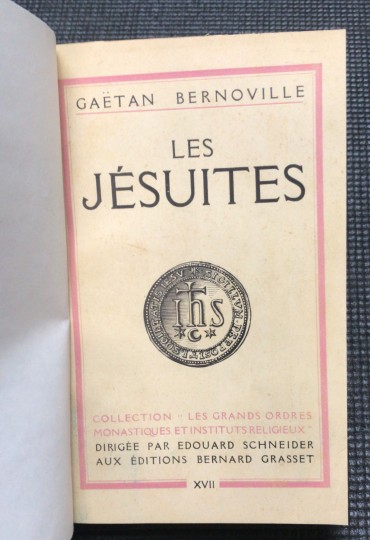 GAËTAN BERNOVILLE
LES
JÉSUITES
IHS
COLLECTION "LES GRANDS ORDRES
MONASTIQUES ET INSTITUTS RELIGIEUX"
DIRIGÉE PAR EDOUARD SCHNEIDER
AUX ÉDITIONS BERNARD GRASSET
XVII